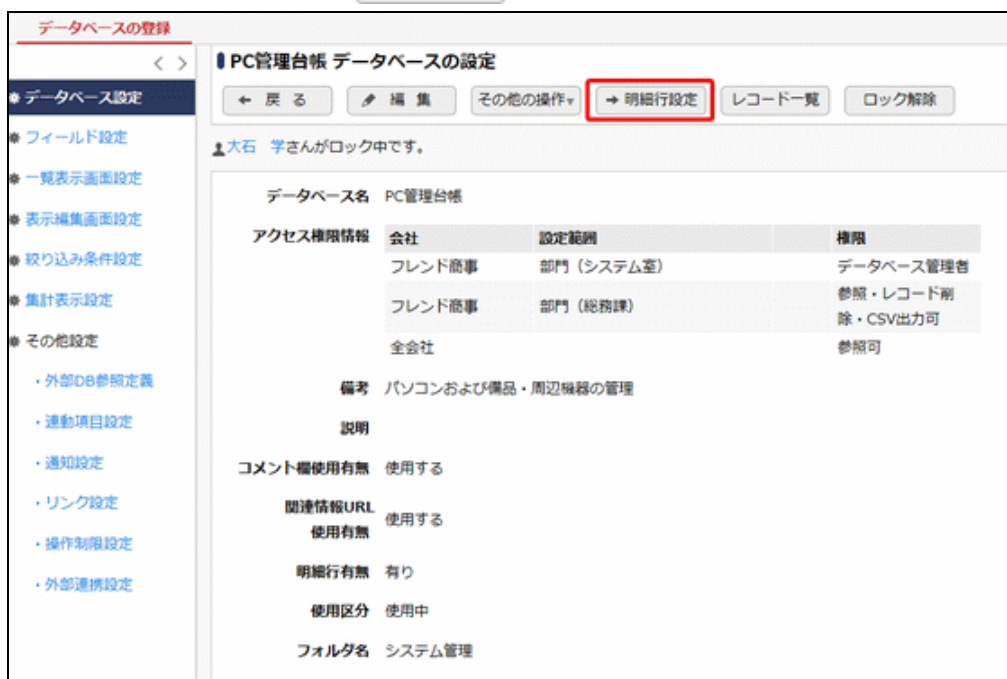 データベースの登録
< >
データベース設定
フィールド設定
一覧表示画面設定
表示編集画面設定
絞り込み条件設定
集計表示設定
その他設定
・外部DB参照定義
・連動項目設定
・通知設定
・リンク設定
・操作制限設定
・外部連携設定
PC管理台帳 データベースの設定
← 戻 る 編 集 その他の操作▾ → 明細行設定 レコード一覧 ロック解除
大石 学さんがロック中です。
データベース名 PC管理台帳
アクセス権限情報 会社 設定範囲 権限
フレンド商事 部門（システム室） データベース管理者
フレンド商事 部門（総務課） 参照・レコード削
除・CSV出力可
全会社 参照可
備考 パソコンおよび備品・周辺機器の管理
説明
コメント欄使用有無 使用する
関連情報URL
使用有無 使用する
明細行有無 有り
使用区分 使用中
フォルダ名 システム管理